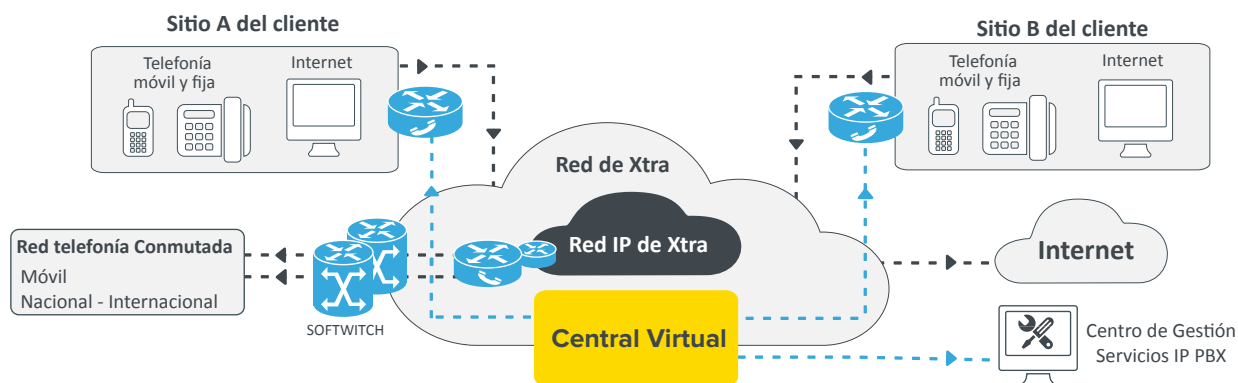 Sitio A del cliente
Telefonía
móvil y fija
Internet
Sitio B del cliente
Telefonía
móvil y fija
Internet
Red de Xtra
Red IP de Xtra
Red telefonía Conmutada
Móvil
Nacional - Internacional
SOFTWITCH
Internet
Central Virtual
Centro de Gestión
Servicios IP PBX